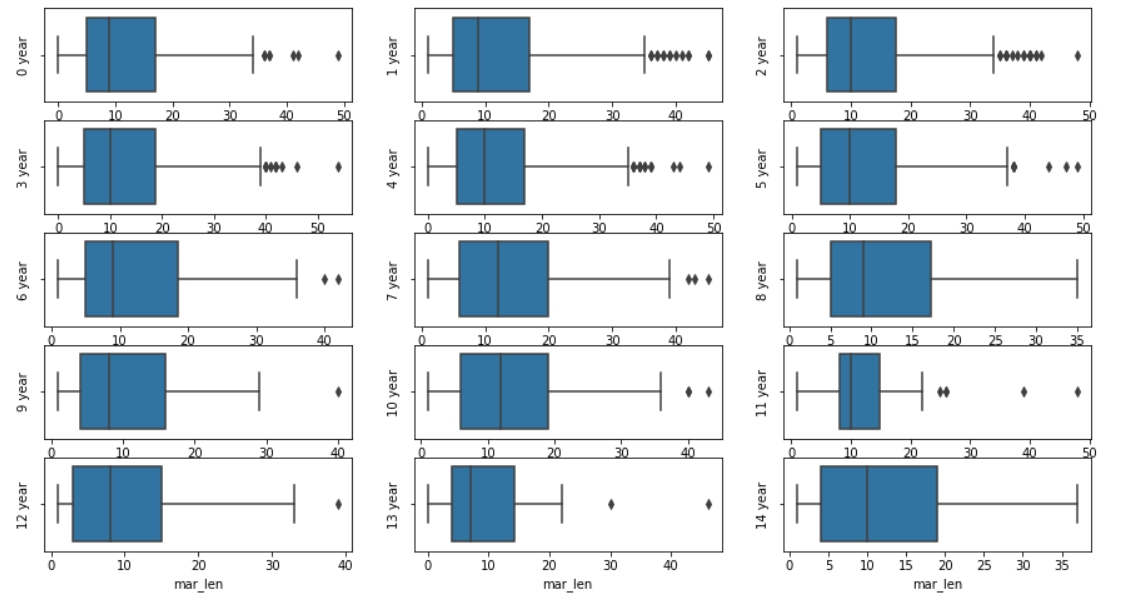 0 year
0 10 20 30 40 50
1 year
0 10 20 30 40
2 year
0 10 20 30 40 50
3 year
0 10 20 30 40 50
4 year
0 10 20 30 40 50
5 year
0 10 20 30 40 50
6 year
0 10 20 30 40
7 year
0 10 20 30 40
8 year
0 5 10 15 20 25 30 35
9 year
0 10 20 30 40
10 year
0 10 20 30 40
11 year
0 10 20 30 40 50
12 year
0 10 20 30 40
mar_len
13 year
0 10 20 30 40
mar_len
14 year
0 5 10 15 20 25 30 35
mar_len